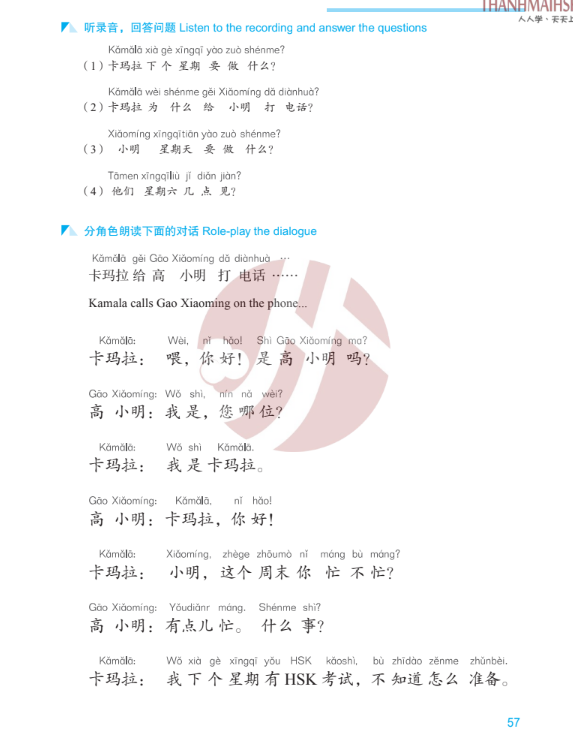 THANHMAIHSK
人人学，天天上
听录音，回答问题 Listen to the recording and answer the questions
Kǎmǎlā xià gè xīngqī yào zuò shénme?
（1）卡玛拉 下 个 星期 要 做 什么?
Kǎmǎlā wèi shénme gěi Xiǎomíng dǎ diànhuà?
（2）卡玛拉 为 什么 给 小明 打 电话?
Xiǎomíng xīngqītiān yào zuò shénme?
（3） 小明 星期天 要 做 什么?
Tāmen xīngqīliù jǐ diǎn jiàn?
（4）他们 星期六 几 点 见?
分角色朗读下面的对话 Role-play the dialogue
Kǎmǎlā gěi Gāo Xiǎomíng dǎ diànhuà …
卡玛拉 给 高 小明 打 电话 ……
Kamala calls Gao Xiaoming on the phone...
Kǎmǎlā: Wèi, nǐ hǎo! Shì Gāo Xiǎomíng ma?
卡玛拉： 喂，你 好！是 高 小明 吗?
Gāo Xiǎomíng: Wǒ shì, nín nǎ wèi?
高 小明：我 是，您 哪 位?
Kǎmǎlā: Wǒ shì Kǎmǎlā.
卡玛拉： 我 是 卡玛拉。
Gāo Xiǎomíng: Kǎmǎlā, nǐ hǎo!
高 小明：卡玛拉，你 好！
Kǎmǎlā: Xiǎomíng, zhège zhōumò nǐ máng bù máng?
卡玛拉： 小明，这个 周末 你 忙 不 忙?
Gāo Xiǎomíng: Yǒudiǎnr máng. Shénme shì?
高 小明：有点儿 忙。 什么 事?
Kǎmǎlā: Wǒ xià gè xīngqī yǒu HSK kǎoshì, bù zhīdào zěnme zhǔnbèi.
卡玛拉： 我 下 个 星期 有 HSK 考试，不 知道 怎么 准备。
57